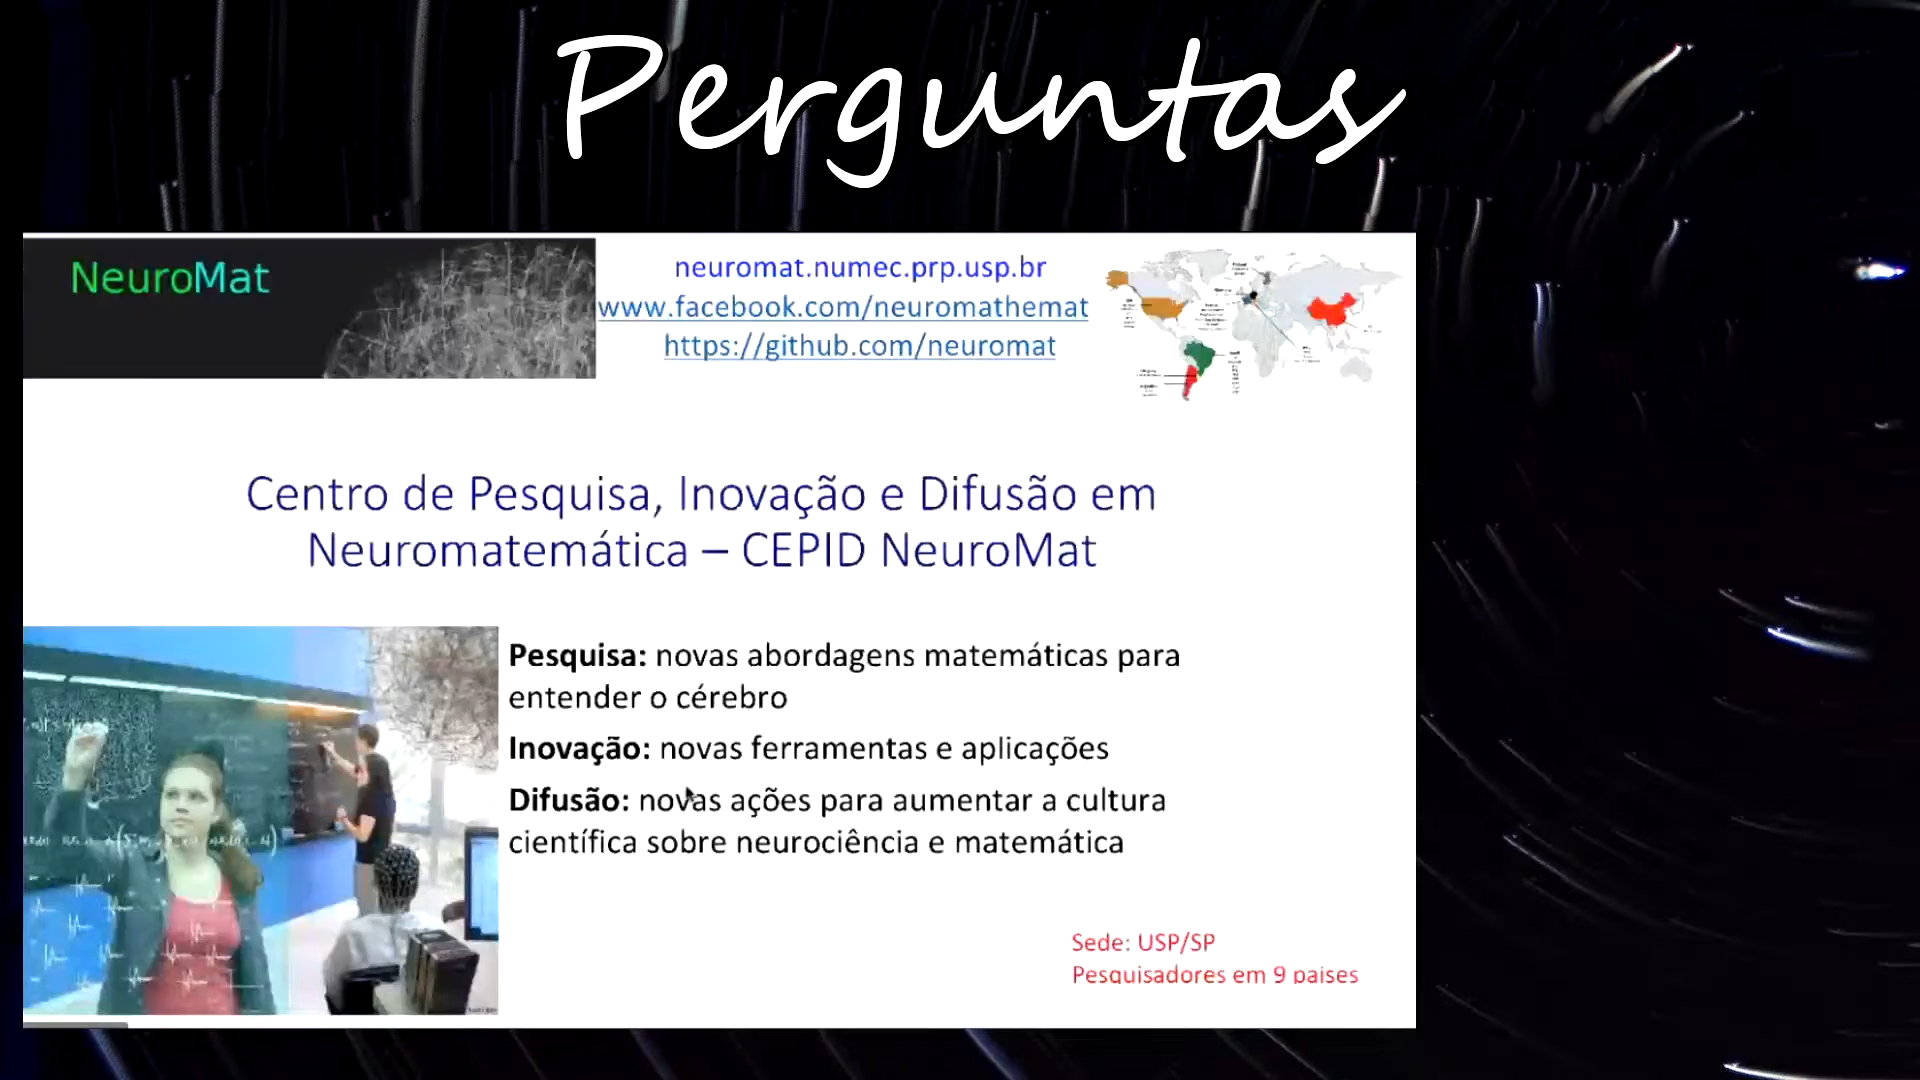 Perguntas
NeuroMat
neuromat.numec.prp.usp.br
www.facebook.com/neuromathemat
https://github.com/neuromat
Centro de Pesquisa, Inovação e Difusão em
Neuromatemática – CEPID NeuroMat
Pesquisa: novas abordagens matemáticas para
entender o cérebro
Inovação: novas ferramentas e aplicações
Difusão: novas ações para aumentar a cultura
científica sobre neurociência e matemática
Sede: USP/SP
Pesquisadores em 9 paises